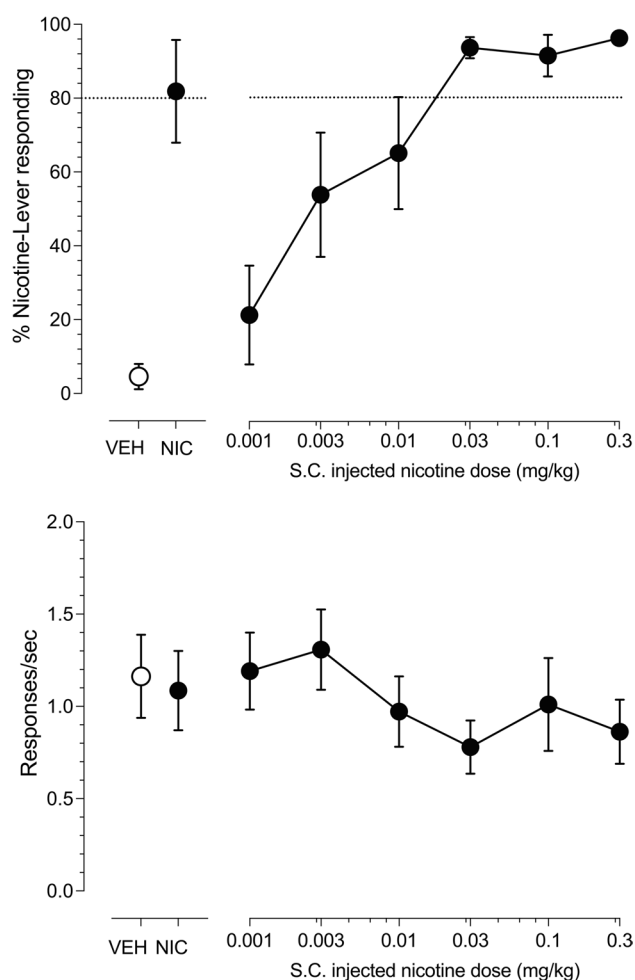 100
80
60
40
20
0
% Nicotine-Lever responding
VEH NIC
0.001 0.003 0.01 0.03 0.1 0.3
S.C. injected nicotine dose (mg/kg)
2.0
1.5
1.0
0.5
0.0
Responses/sec
VEH NIC
0.001 0.003 0.01 0.03 0.1 0.3
S.C. injected nicotine dose (mg/kg)